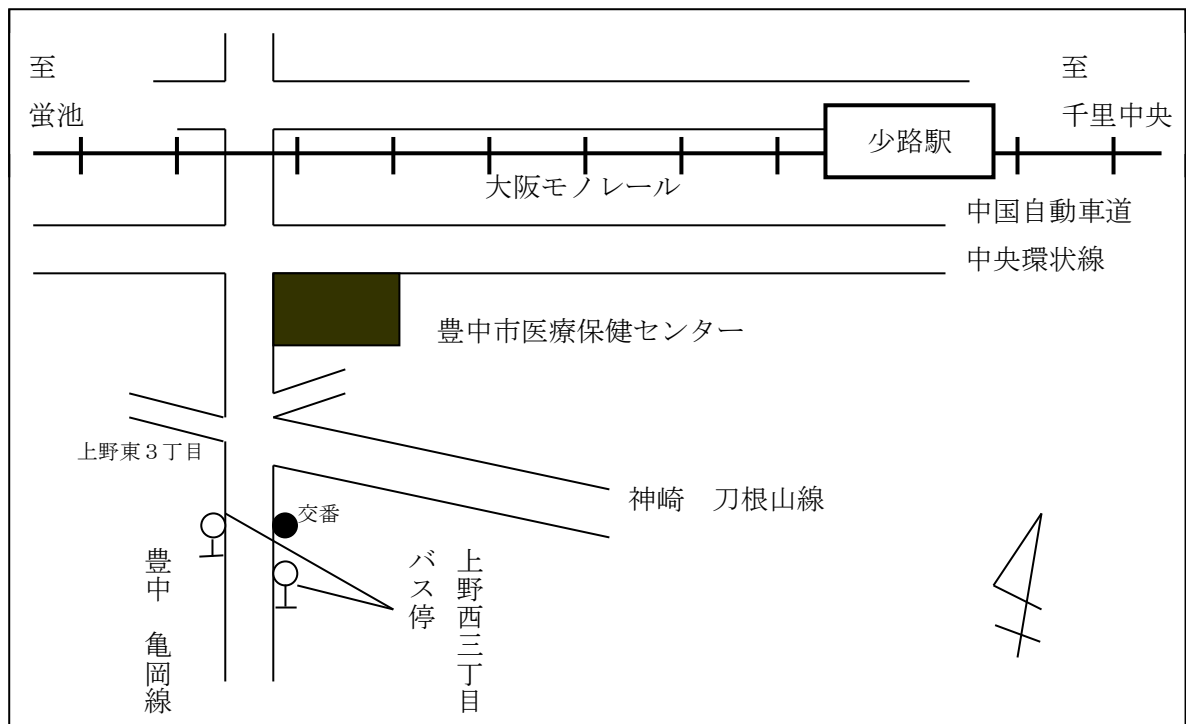 至
蛍池
至
千里中央
少路駅
大阪モノレール
中国自動車道
中央環状線
豊中市医療保健センター
上野東３丁目
神崎　刀根山線
交番
豊中　亀岡線
バス停
上野西三丁目